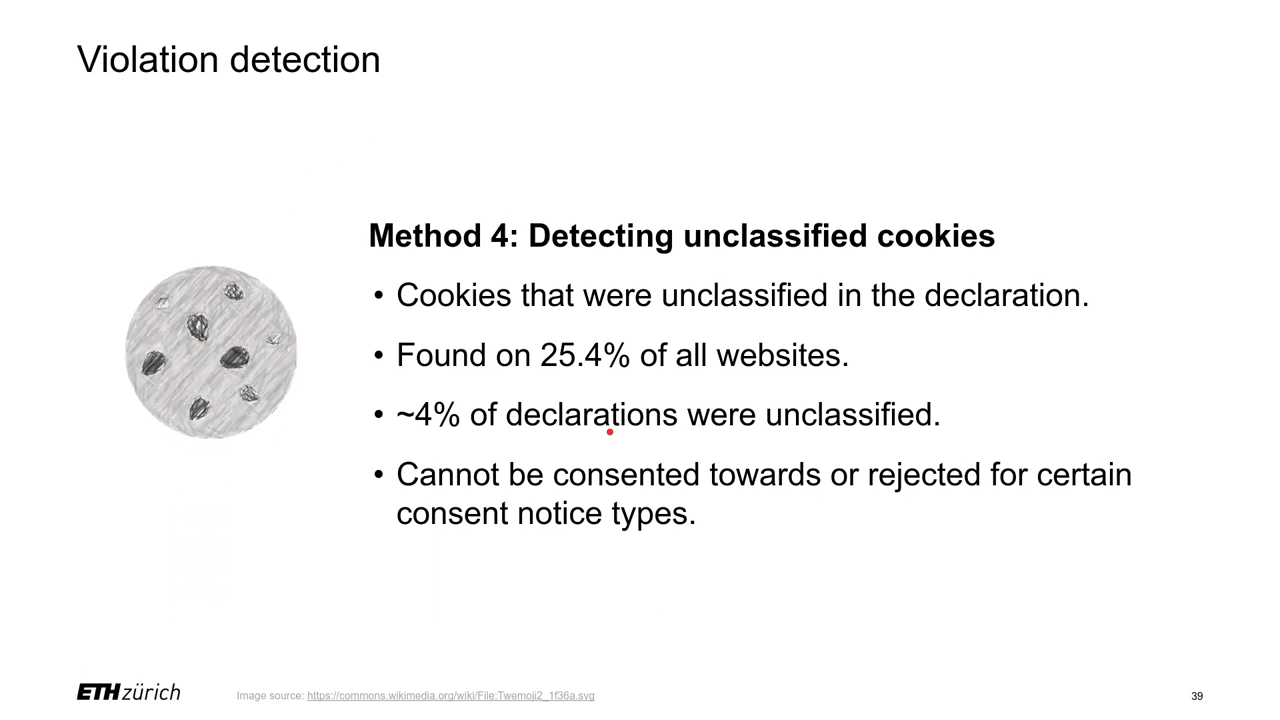 Violation detection
Method 4: Detecting unclassified cookies
• Cookies that were unclassified in the declaration.
• Found on 25.4% of all websites.
• ~4% of declarations were unclassified.
• Cannot be consented towards or rejected for certain
consent notice types.
ETH zürich
Image source: https://commons.wikimedia.org/wiki/File:Twemoji2_1f36a.svg
39